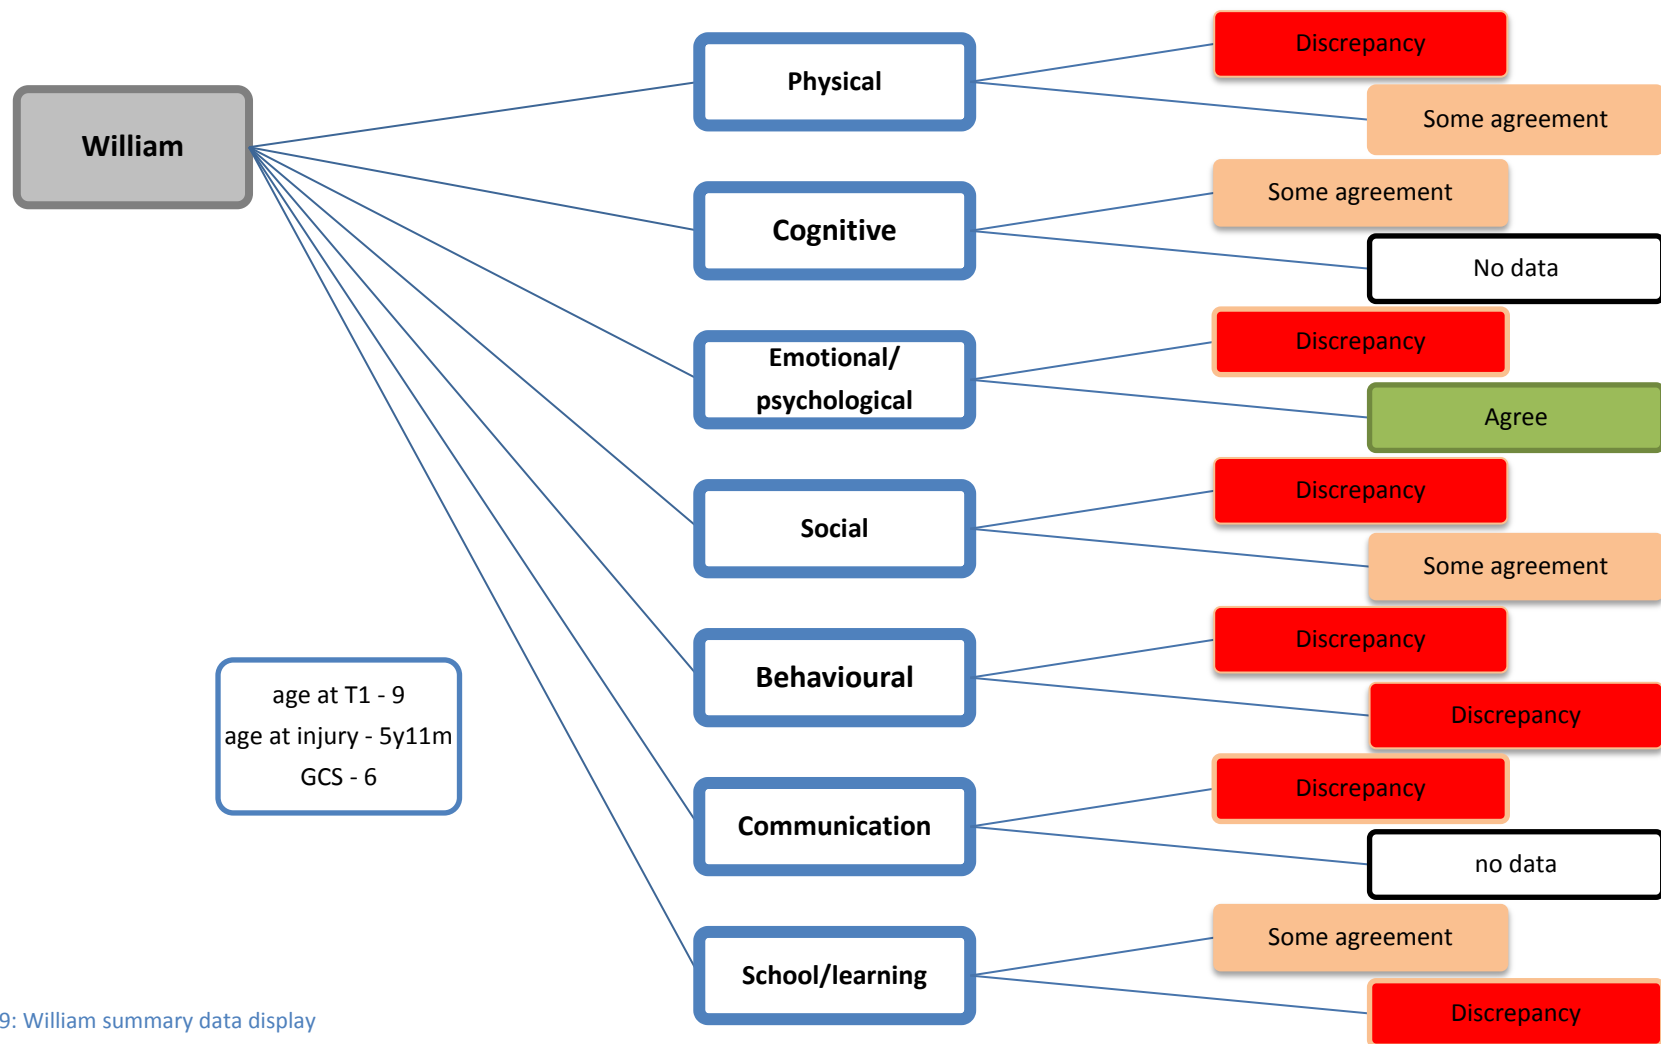 William
Physical
Discrepancy
Some agreement
Cognitive
Some agreement
No data
Emotional/
psychological
Discrepancy
Agree
Social
Discrepancy
Some agreement
Behavioural
Discrepancy
Discrepancy
Communication
Discrepancy
no data
School/learning
Some agreement
Discrepancy
age at T1 - 9
age at injury - 5y11m
GCS - 6
9: William summary data display